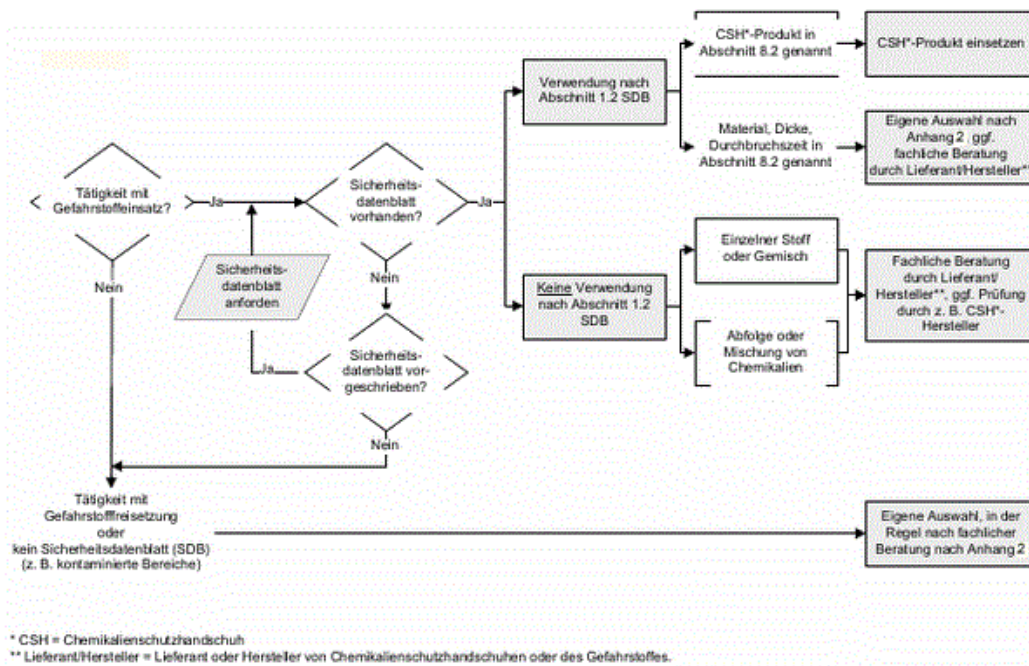 CSH*-Produkt in
Abschnitt 8.2 genannt
CSH*-Produkt einsetzen
Verwendung nach
Abschnitt 1.2 SDB
Material, Dicke,
Durchbruchszeit in
Abschnitt 8.2 genannt
Eigene Auswahl nach
Anhang 2 ggf.
fachliche Beratung
durch Lieferant/Hersteller**
Tätigkeit mit
Gefahrstoffeinsatz?
Ja
Sicherheits-
datenblatt
vorhanden?
Ja
Nein
Sicherheits-
datenblatt
anforden
Nein
Einzelner Stoff
oder Gemisch
Keine Verwendung
nach Abschnitt 1.2
SDB
Fachliche Beratung
durch Lieferant/
Hersteller**, ggf. Prüfung
durch z. B. CSH*-
Hersteller
Abfolge oder
Mischung von
Chemikalien
Ja
Sicherheits-
datenblatt vor-
geschrieben?
Nein
Tätigkeit mit
Gefahrstofffreisetzung
oder
kein Sicherheitsdatenblatt (SDB)
(z. B. kontaminierte Bereiche)
Eigene Auswahl, in der
Regel nach fachlicher
Beratung nach Anhang 2
* CSH = Chemikalienschutzhandschuh
** Lieferant/Hersteller = Lieferant oder Hersteller von Chemikalienschutzhandschuhen oder des Gefahrstoffes.